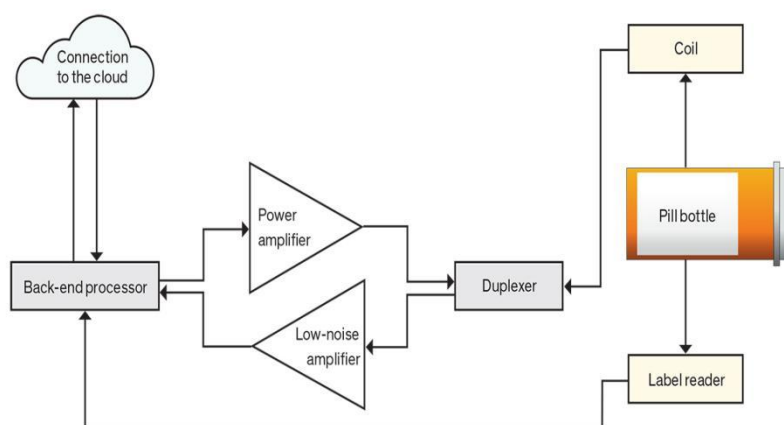 Connection
to the cloud
Coil
Power
amplifier
Pill bottle
Back-end processor
Duplexer
Low-noise
amplifier
Label reader